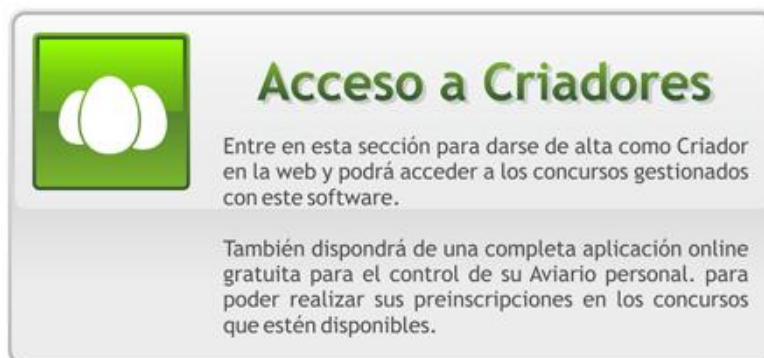 Acceso a Criadores
Entre en esta sección para darse de alta como Criador
en la web y podrá acceder a los concursos gestionados
con este software.
También dispondrá de una completa aplicación online
gratuita para el control de su Aviario personal. para
poder realizar sus preinscripciones en los concursos
que estén disponibles.